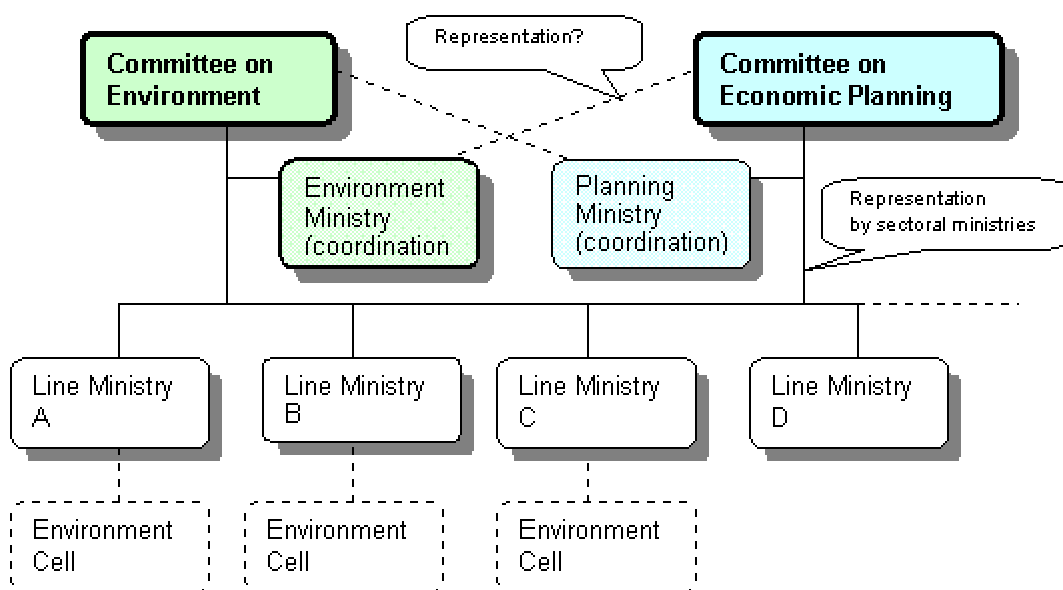 Representation?
Committee on
Environment
Committee on
Economic Planning
Environment
Ministry
(coordination
Planning
Ministry
(coordination)
Representation
by sectoral ministries
Line Ministry
A
Line Ministry
B
Line Ministry
C
Line Ministry
D
Environment
Cell
Environment
Cell
Environment
Cell